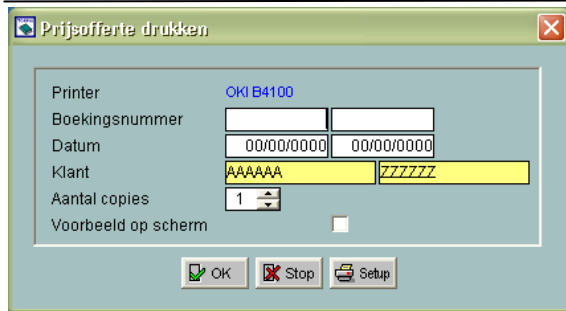 Prijsofferte drukken
Printer OKI B4100
Boekingsnummer
Datum 00/00/0000 00/00/0000
Klant AAAAAA ZZZZZZ
Aantal copies 1
Voorbeeld op scherm
OK Stop Setup